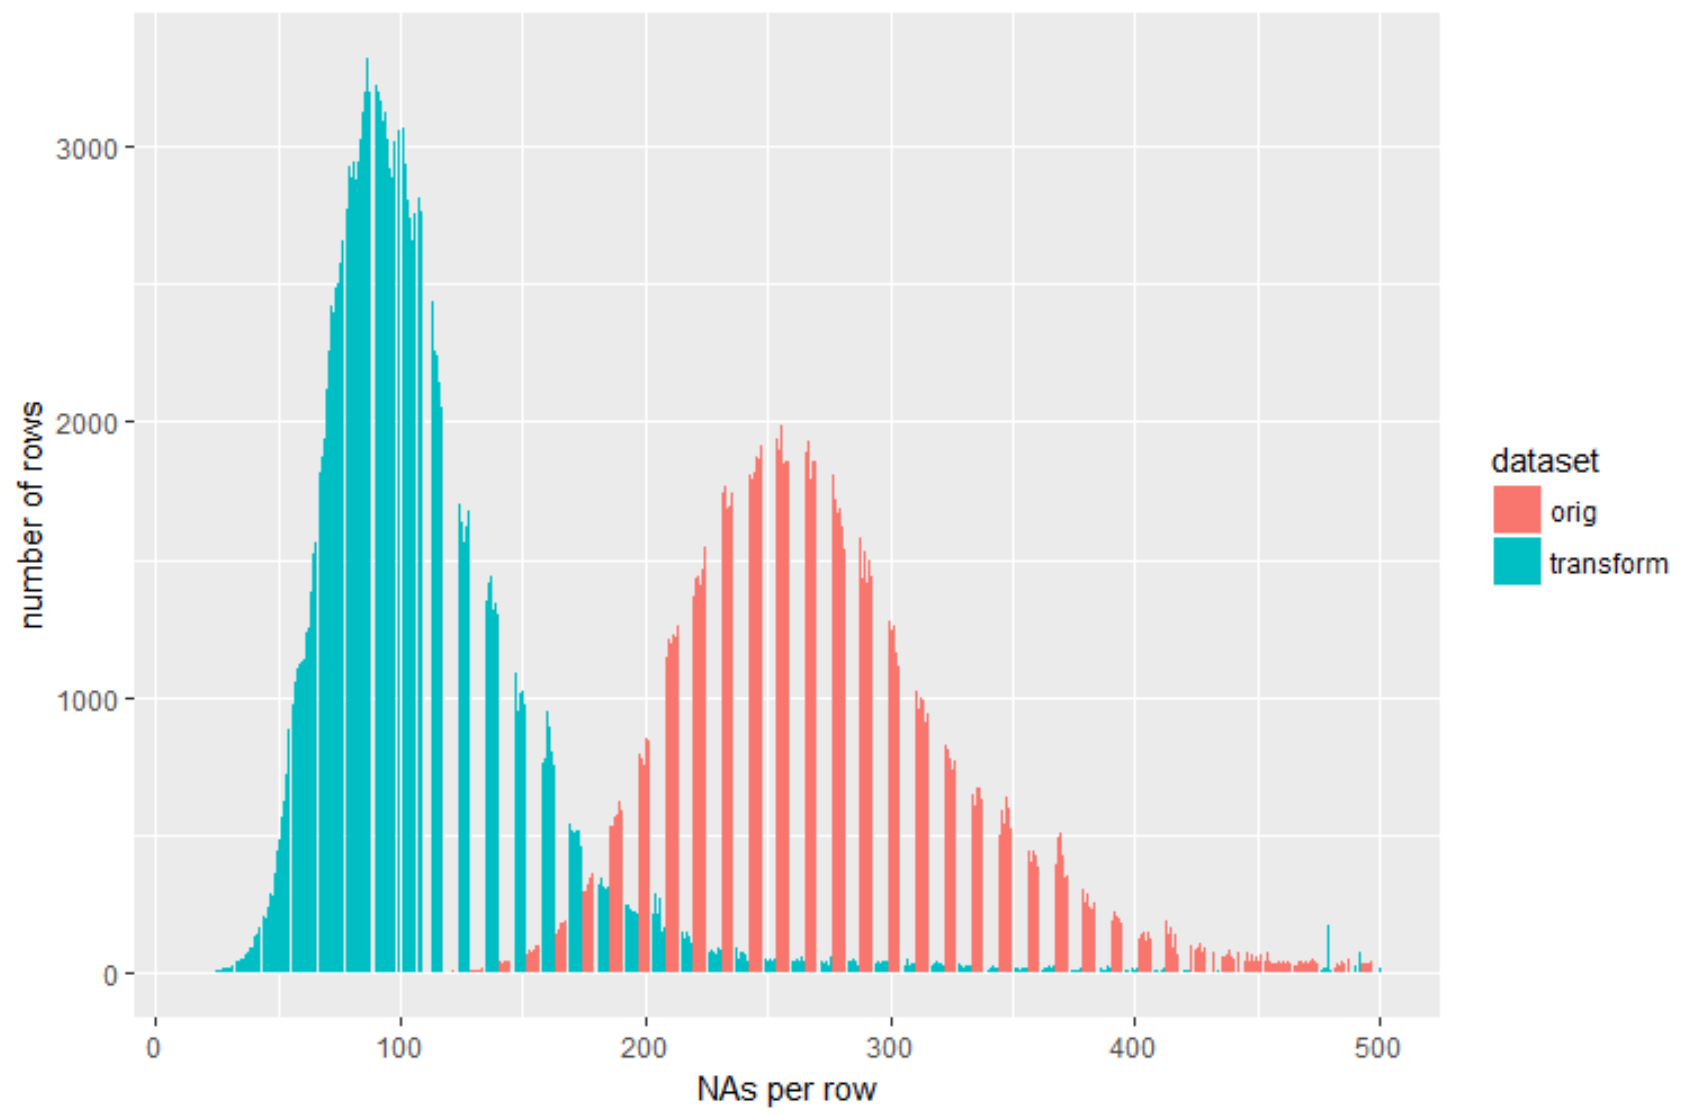 number of rows
3000
2000
1000
0
0 100 200 300 400 500
NAs per row
dataset
orig
transform